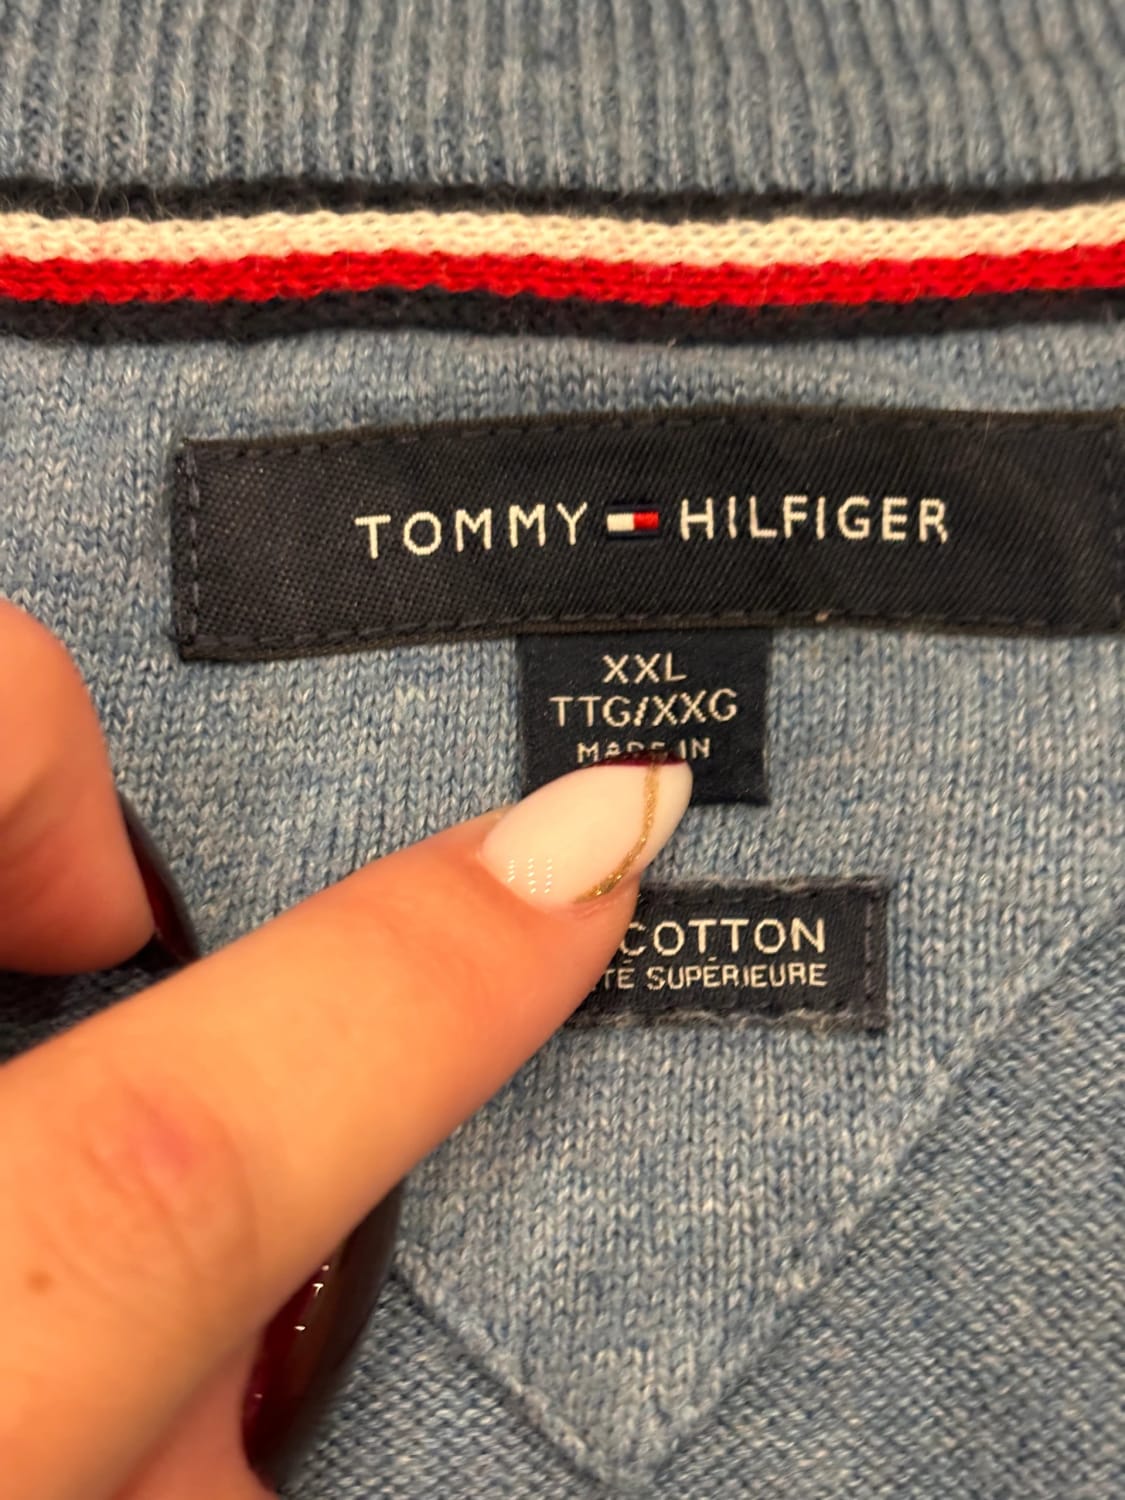 TOMMY HILFIGER
XXL
TTG/XXG
MADE IN
COTTON
SUPÉRIEURE